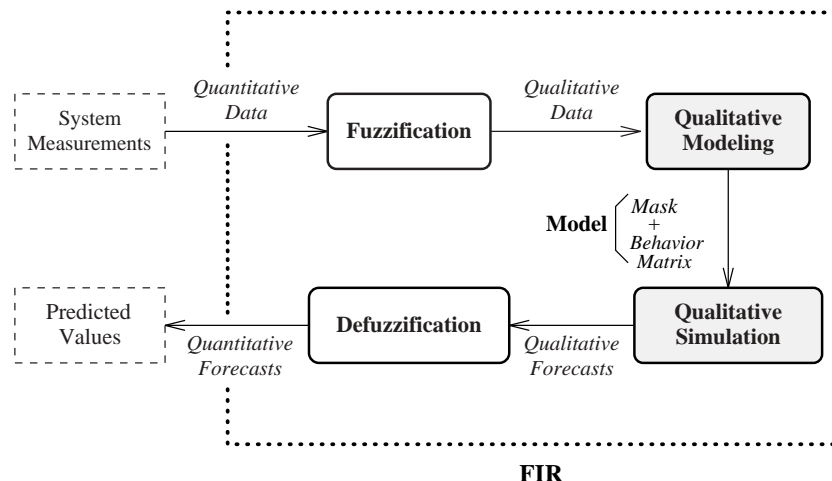 Quantitative
Data
Qualitative
Data
System
Measurements
Fuzzification
Qualitative
Modeling
Model
Mask
+
Behavior
Matrix
Predicted
Values
Defuzzification
Qualitative
Simulation
Quantitative
Forecasts
Qualitative
Forecasts
FIR